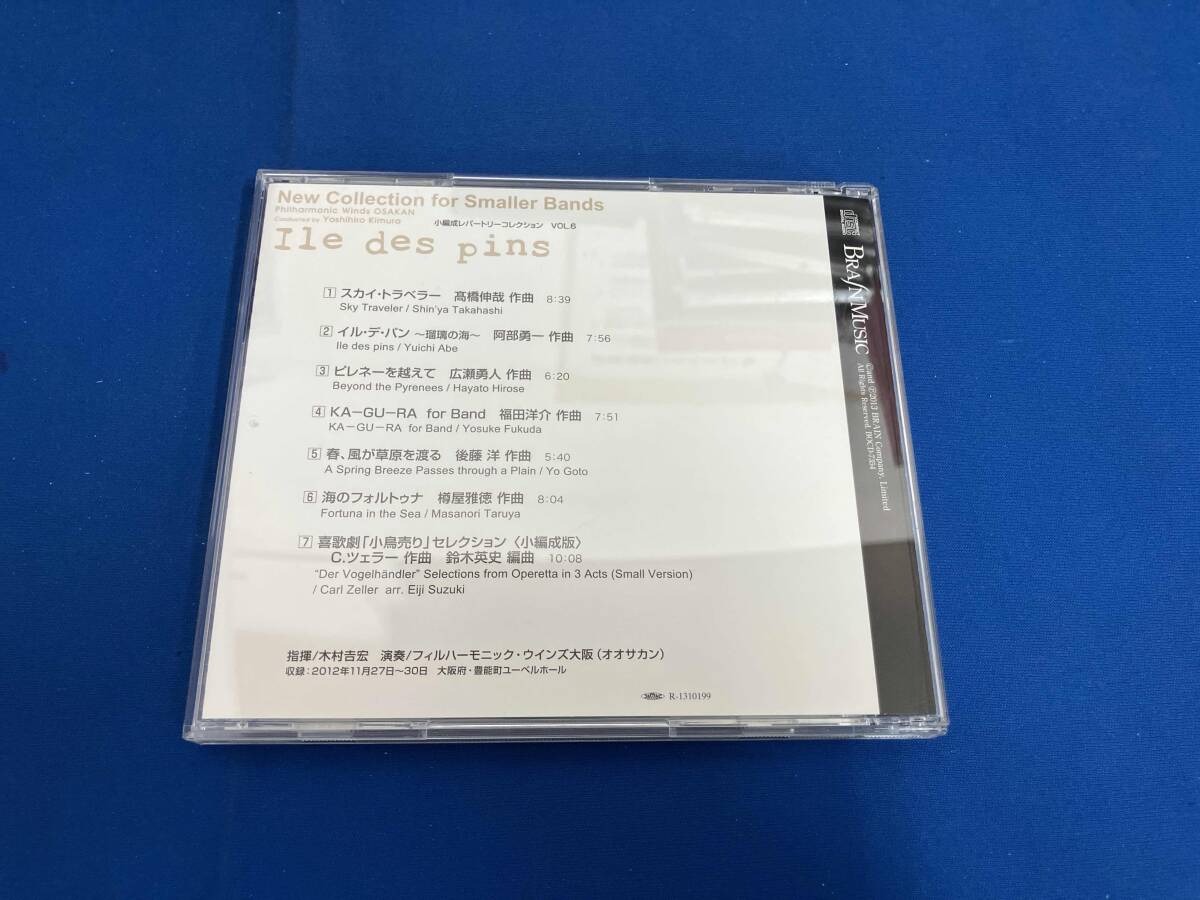 New Collection for Smaller Bands
Philharmonic Winds OSAKAN
Conducted by Yoshihiro Kimura
小編成レパートリーコレクション VOL.6
Ile des pins
1 スカイ・トラベラー 髙橋伸哉 作曲 8:39
Sky Traveler / Shin'ya Takahashi
2 イル・デ・パン ～瑠璃の海～ 阿部勇一 作曲 7:56
Ile des pins / Yuichi Abe
3 ピレネーを越えて 広瀬勇人 作曲 6:20
Beyond the Pyrenees / Hayato Hirose
4 KA－GU－RA for Band 福田洋介 作曲 7:51
KA－GU－RA for Band / Yosuke Fukuda
5 春、風が草原を渡る 後藤 洋 作曲 5:40
A Spring Breeze Passes through a Plain / Yo Goto
6 海のフォルトゥナ 樽屋雅徳 作曲 8:04
Fortuna in the Sea / Masanori Taruya
7 喜歌劇「小鳥売り」セレクション〈小編成版〉
C.ツェラー 作曲 鈴木英史 編曲 10:08
"Der Vogelhändler" Selections from Operetta in 3 Acts (Small Version)
/ Carl Zeller arr. Eiji Suzuki
指揮/木村吉宏 演奏/フィルハーモニック・ウインズ大阪(オオサカン)
収録：2012年11月27日～30日 大阪府・豊能町ユーベルホール
R-1310199
BRAIN MUSIC
©and ℗2013 BRAIN Company, Limited
All Rights Reserved. BOCD-7354